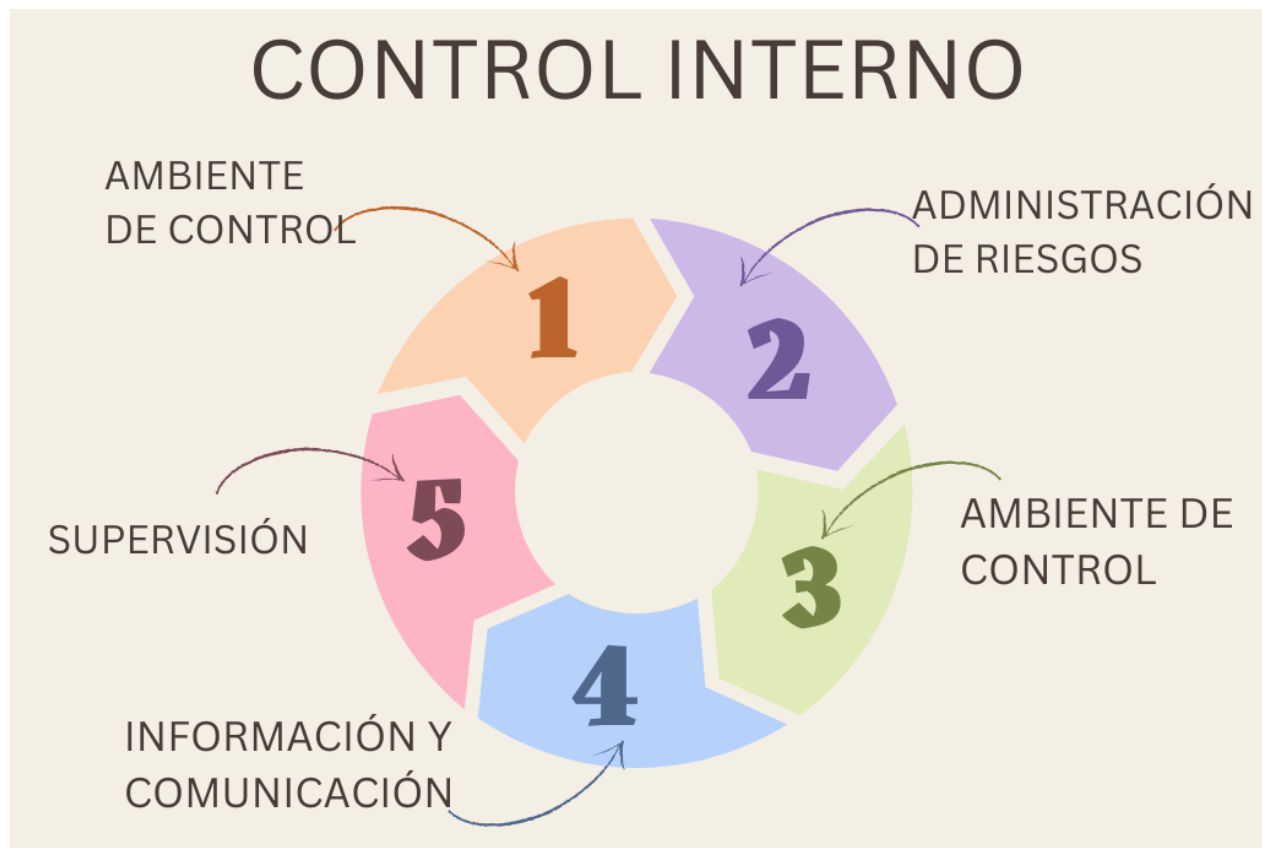 CONTROL INTERNO
AMBIENTE
DE CONTROL
ADMINISTRACIÓN
DE RIESGOS
1
2
5
SUPERVISIÓN
AMBIENTE DE
CONTROL
3
4
INFORMACIÓN Y
COMUNICACIÓN